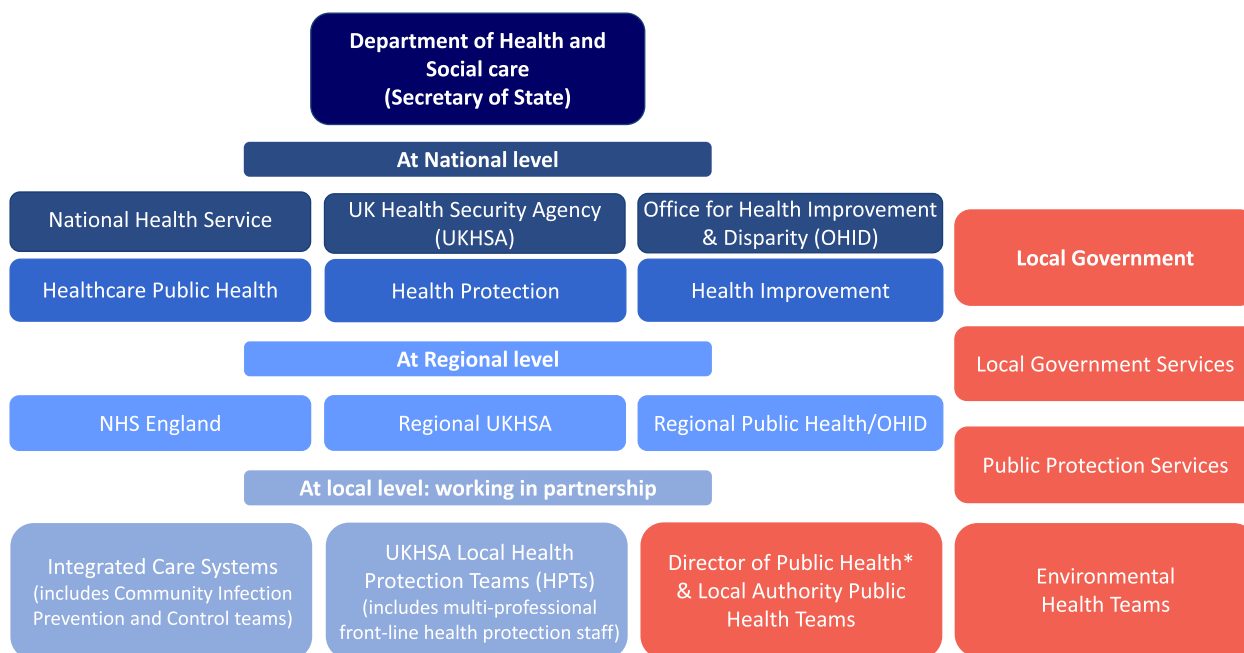 Department of Health and
Social care
(Secretary of State)
At National level
National Health Service
UK Health Security Agency
(UKHSA)
Office for Health Improvement
& Disparity (OHID)
Local Government
Healthcare Public Health
Health Protection
Health Improvement
At Regional level
Local Government Services
NHS England
Regional UKHSA
Regional Public Health/OHID
Public Protection Services
At local level: working in partnership
Integrated Care Systems
(includes Community Infection
Prevention and Control teams)
UKHSA Local Health
Protection Teams (HPTs)
(includes multi-professional
front-line health protection staff)
Director of Public Health*
& Local Authority Public
Health Teams
Environmental
Health Teams